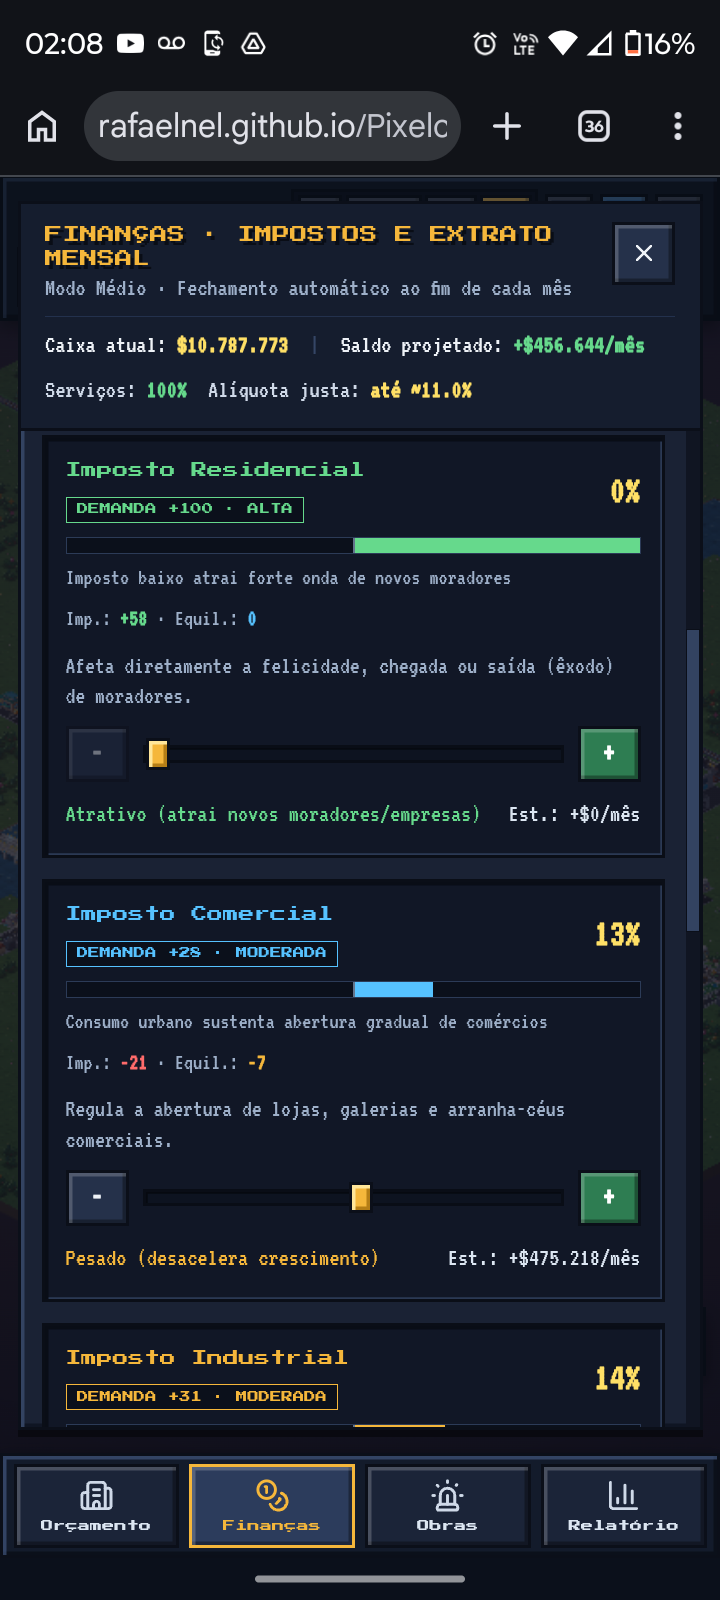 02:08
Vo
LTE
16%
rafaelnel.github.io/Pixelc
36
FINANÇAS · IMPOSTOS E EXTRATO
MENSAL
Modo Médio · Fechamento automático ao fim de cada mês
Caixa atual: $10.787.773 | Saldo projetado: +$456.644/mês
Serviços: 100% Alíquota justa: até ~11.0%
Imposto Residencial
0%
DEMANDA +100 · ALTA
Imposto baixo atrai forte onda de novos moradores
Imp.: +58 · Equil.: 0
Afeta diretamente a felicidade, chegada ou saída (êxodo)
de moradores.
- +
Atrativo (atrai novos moradores/empresas) Est.: +$0/mês
Imposto Comercial
13%
DEMANDA +28 · MODERADA
Consumo urbano sustenta abertura gradual de comércios
Imp.: -21 · Equil.: -7
Regula a abertura de lojas, galerias e arranha-céus
comerciais.
- +
Pesado (desacelera crescimento) Est.: +$475.218/mês
Imposto Industrial
14%
DEMANDA +31 · MODERADA
Orçamento Finanças Obras Relatório